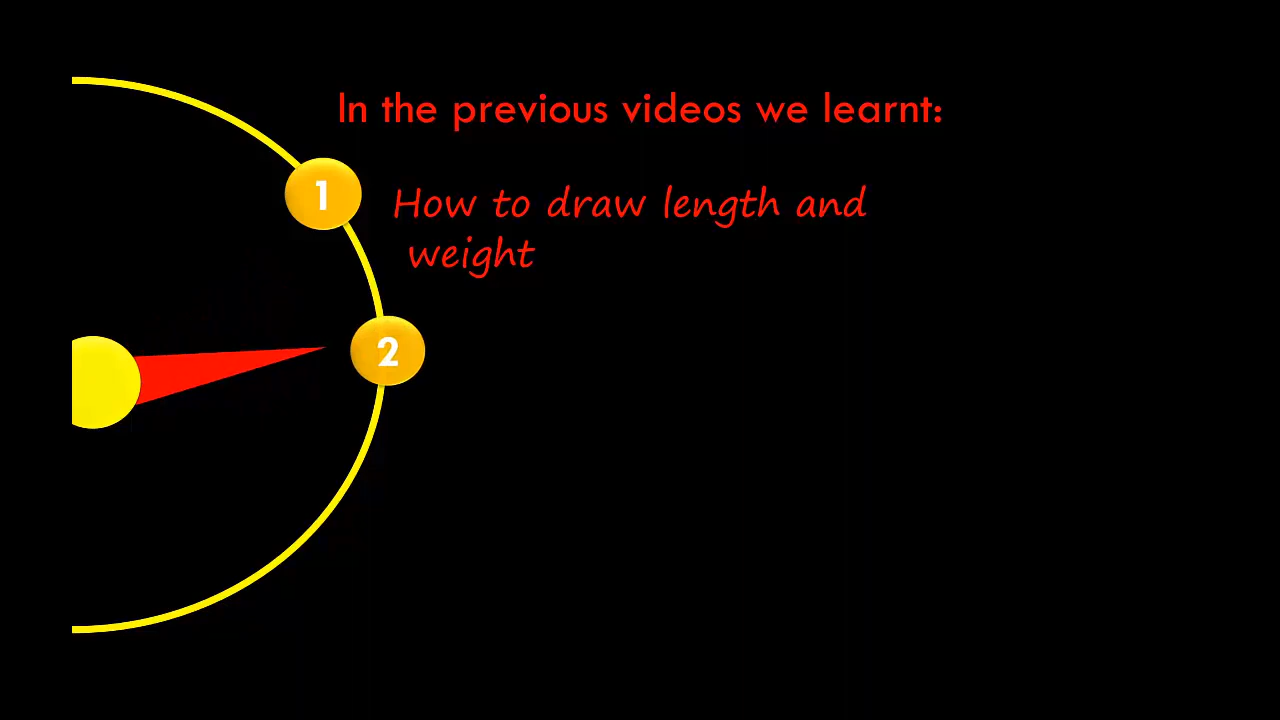 In the previous videos we learnt:
1
How to draw length and
weight
2